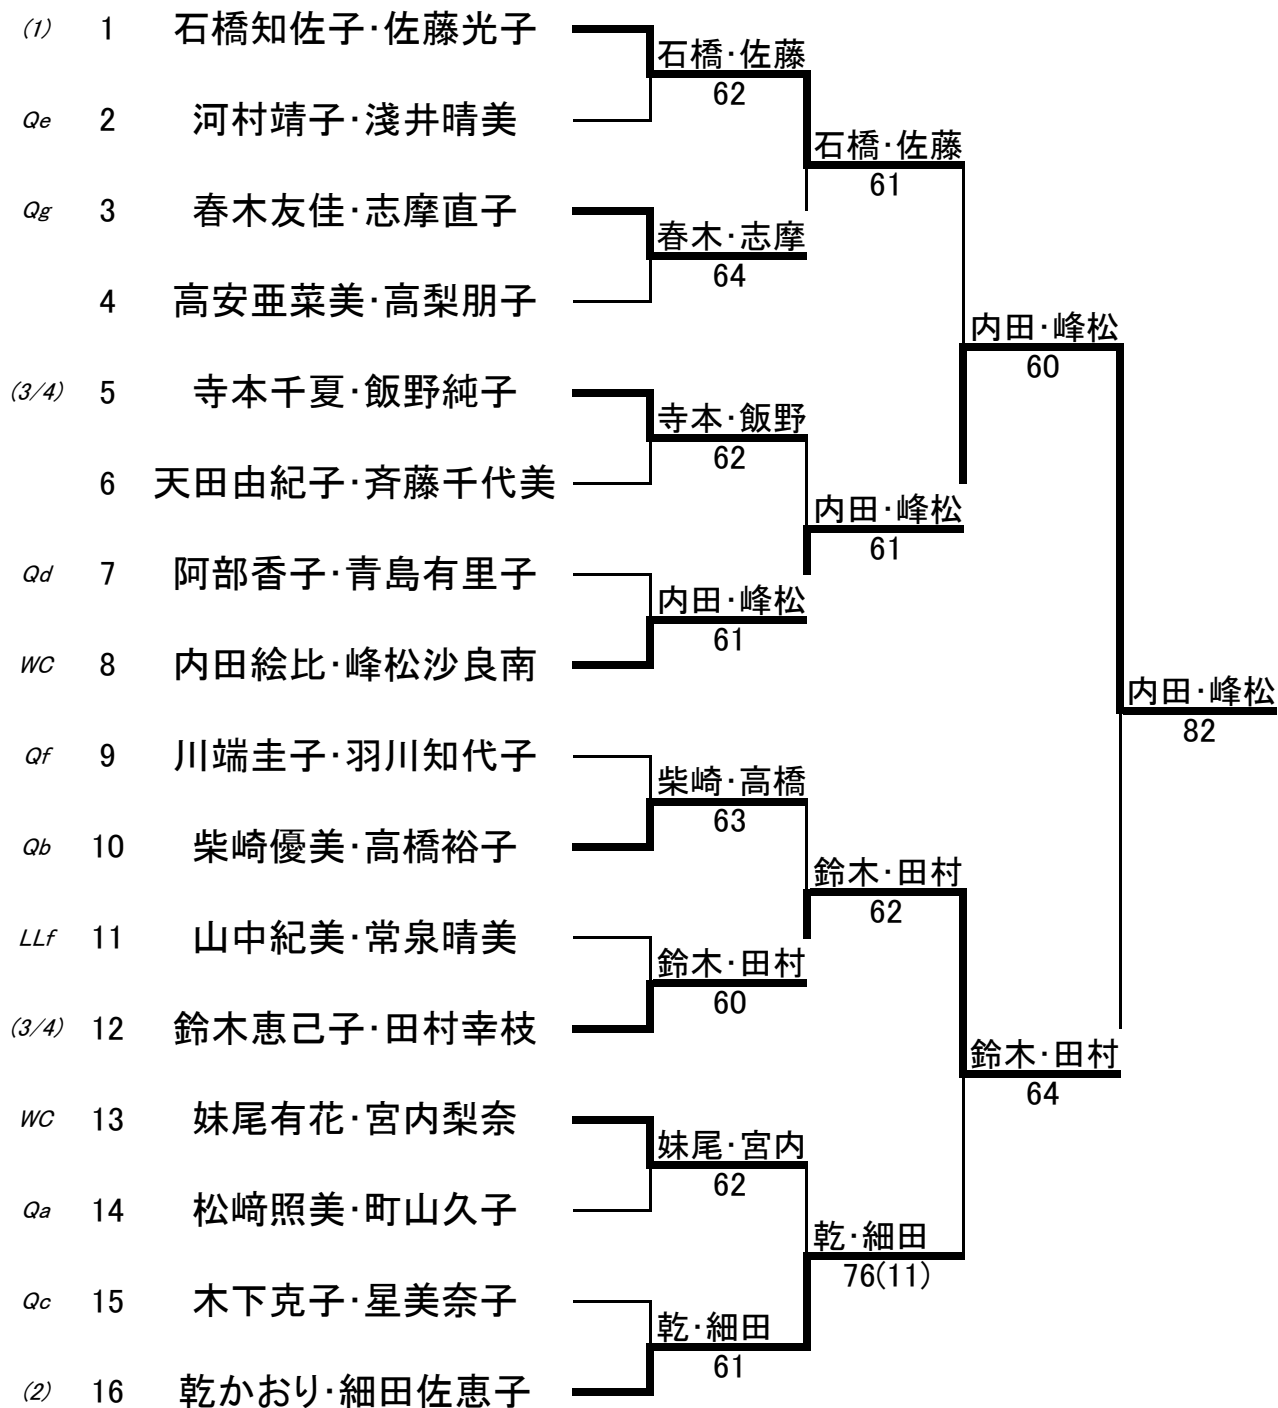 (1) 1 石橋知佐子・佐藤光子
石橋・佐藤
62
Qe 2 河村靖子・淺井晴美
石橋・佐藤
61
Qg 3 春木友佳・志摩直子
春木・志摩
64
4 高安亜菜美・高梨朋子
内田・峰松
60
(3/4) 5 寺本千夏・飯野純子
寺本・飯野
62
6 天田由紀子・斉藤千代美
内田・峰松
61
Qd 7 阿部香子・青島有里子
内田・峰松
61
WC 8 内田絵比・峰松沙良南
内田・峰松
82
Qf 9 川端圭子・羽川知代子
柴崎・高橋
63
Qb 10 柴崎優美・高橋裕子
鈴木・田村
62
LLf 11 山中紀美・常泉晴美
鈴木・田村
60
(3/4) 12 鈴木恵己子・田村幸枝
鈴木・田村
64
WC 13 妹尾有花・宮内梨奈
妹尾・宮内
62
Qa 14 松﨑照美・町山久子
乾・細田
76(11)
Qc 15 木下克子・星美奈子
乾・細田
61
(2) 16 乾かおり・細田佐恵子